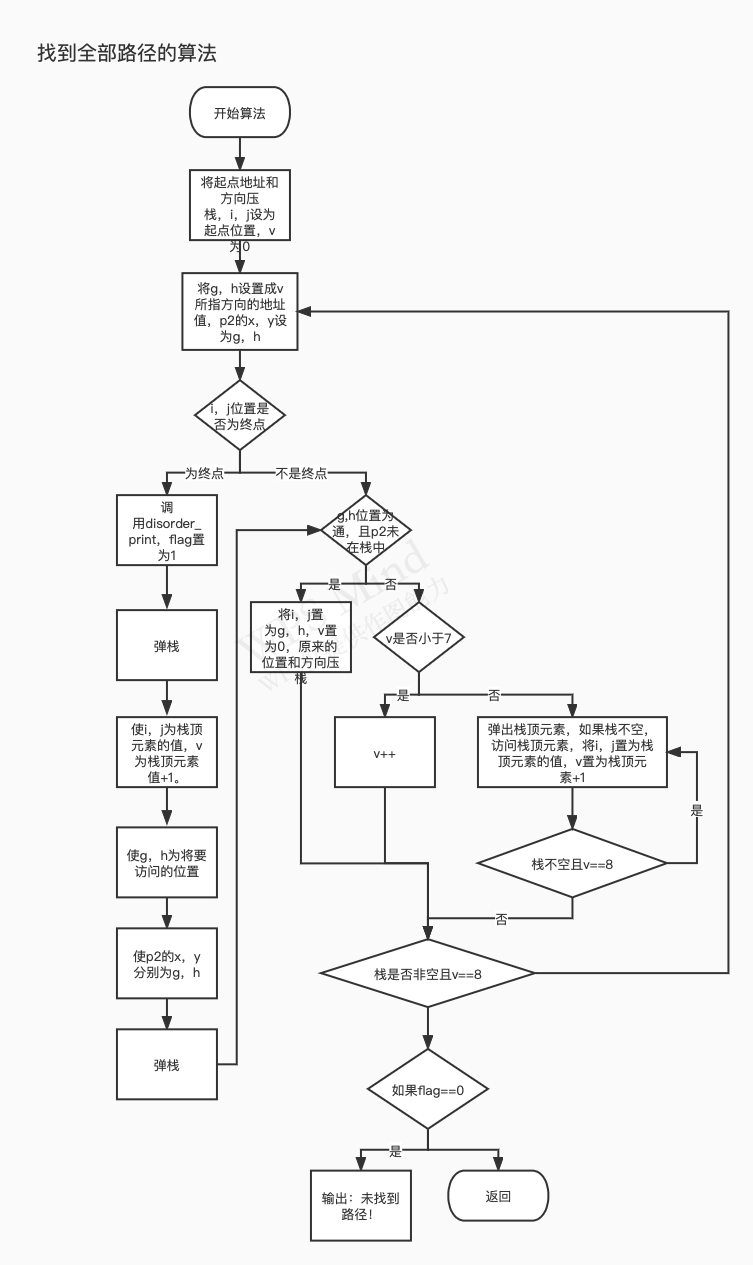 找到全部路径的算法
开始算法
将起点地址和
方向压
栈，i，j设为
起点位置，v
为0
将g，h设置成v
所指方向的地址
值，p2的x，y设
为g，h
i，j位置是
否为终点
为终点
不是终点
调
用disorder_
print，flag置
为1
g,h位置为
通，且p2未
在栈中
是
否
弹栈
将i，j置
为g，h，v置
为0，原来的
位置和方向压
栈
v是否小于7
是
否
使i，j为栈顶
元素的值，v
为栈顶元素
值+1。
v++
弹出栈顶元素，如果栈不空，
访问栈顶元素，将i，j置为栈
顶元素的值，v置为栈顶元
素+1
是
使g，h为将要
访问的位置
栈不空且v==8
否
使p2的x，y
分别为g，h
栈是否非空且v==8
弹栈
如果flag==0
是
输出：未找到
路径！
返回